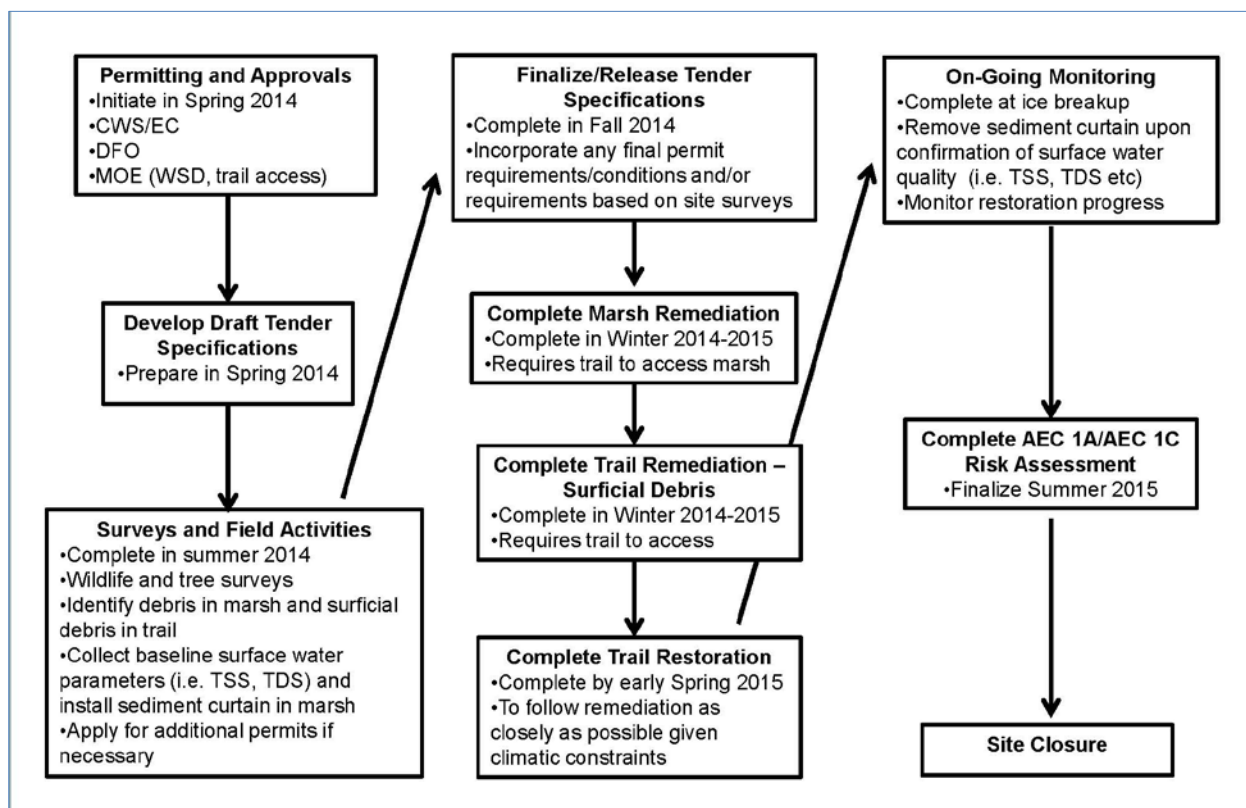 Permitting and Approvals
•Initiate in Spring 2014
•CWS/EC
•DFO
•MOE (WSD, trail access)
Develop Draft Tender
Specifications
•Prepare in Spring 2014
Surveys and Field Activities
•Complete in summer 2014
•Wildlife and tree surveys
•Identify debris in marsh and surficial
debris in trail
•Collect baseline surface water
parameters (i.e. TSS, TDS) and
install sediment curtain in marsh
•Apply for additional permits if
necessary
Finalize/Release Tender
Specifications
•Complete in Fall 2014
•Incorporate any final permit
requirements/conditions and/or
requirements based on site surveys
Complete Marsh Remediation
•Complete in Winter 2014-2015
•Requires trail to access marsh
Complete Trail Remediation –
Surficial Debris
•Complete in Winter 2014-2015
•Requires trail to access
Complete Trail Restoration
•Complete by early Spring 2015
•To follow remediation as
closely as possible given
climatic constraints
On-Going Monitoring
•Complete at ice breakup
•Remove sediment curtain upon
confirmation of surface water
quality (i.e. TSS, TDS etc)
•Monitor restoration progress
Complete AEC 1A/AEC 1C
Risk Assessment
•Finalize Summer 2015
Site Closure